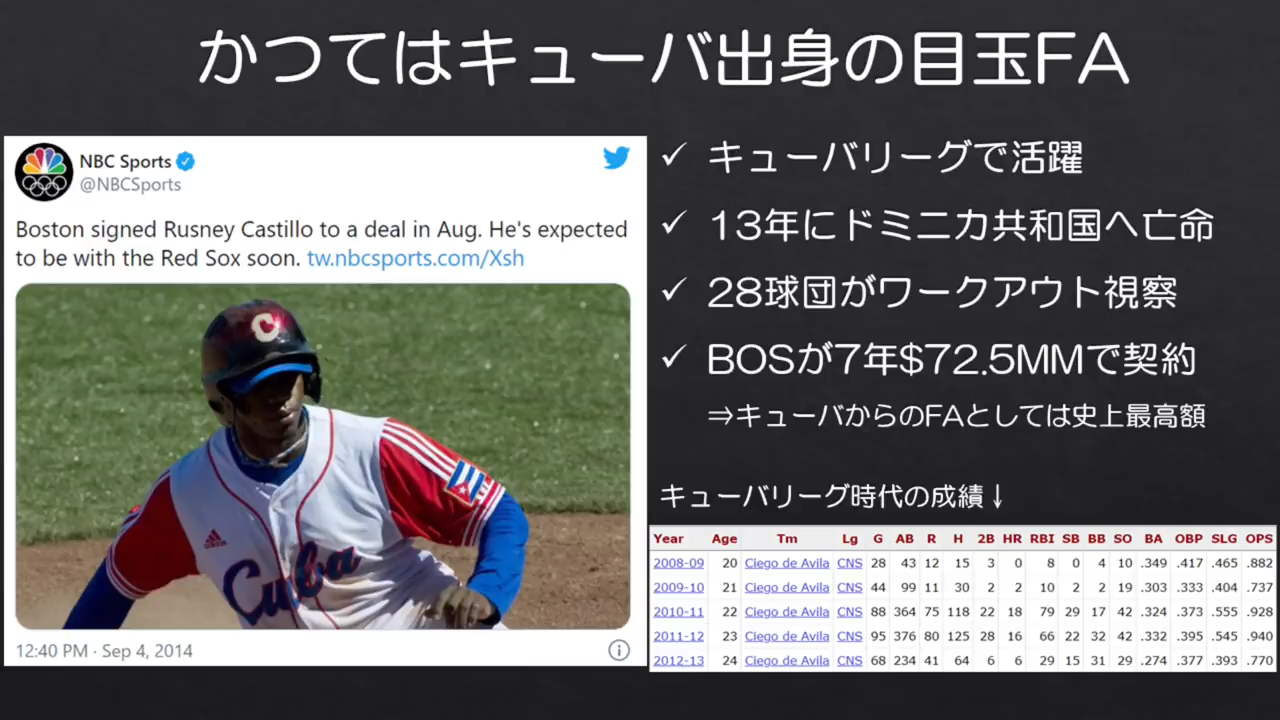 かつてはキューバ出身の目玉FA
NBC Sports
@NBCSports
Boston signed Rusney Castillo to a deal in Aug. He's expected
to be with the Red Sox soon. tw.nbcsports.com/Xsh
C
Cuba
adidas
12:40 PM · Sep 4, 2014
✓ キューバリーグで活躍
✓ 13年にドミニカ共和国へ亡命
✓ 28球団がワークアウト視察
✓ BOSが7年$72.5MMで契約
⇒キューバからのFAとしては史上最高額
キューバリーグ時代の成績↓
Year Age Tm Lg G AB R H 2B HR RBI SB BB SO BA OBP SLG OPS
2008-09 20 Ciego de Avila CNS 28 43 12 15 3 0 8 0 4 10 .349 .417 .465 .882
2009-10 21 Ciego de Avila CNS 44 99 11 30 2 2 10 2 2 19 .303 .333 .404 .737
2010-11 22 Ciego de Avila CNS 88 364 75 118 22 18 79 29 17 42 .324 .373 .555 .928
2011-12 23 Ciego de Avila CNS 95 376 80 125 28 16 66 22 32 42 .332 .395 .545 .940
2012-13 24 Ciego de Avila CNS 68 234 41 64 6 6 29 15 31 29 .274 .377 .393 .770